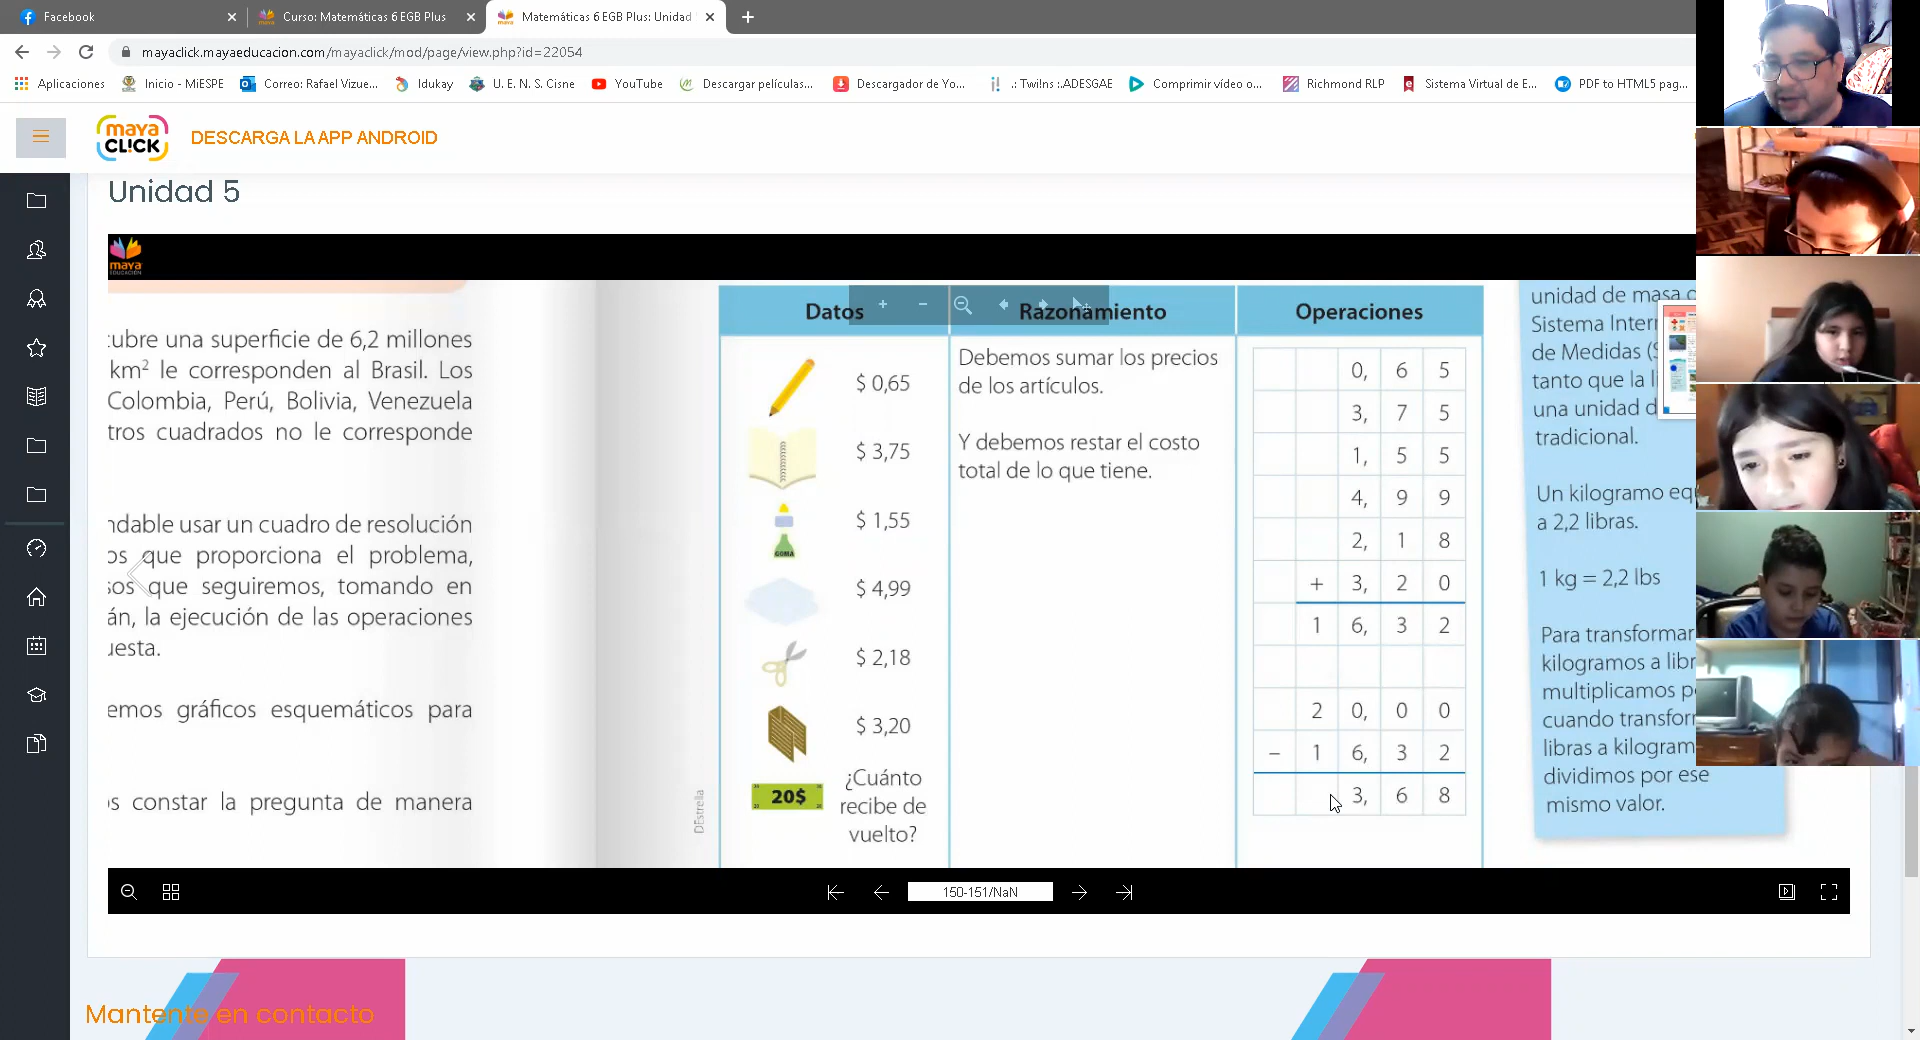 Facebook
Curso: Matemáticas 6 EGB Plus
Matemáticas 6 EGB Plus: Unidad
mayaclick.mayaeducacion.com/mayaclick/mod/page/view.php?id=22054
Aplicaciones
Inicio - MiESPE
Correo: Rafael Vizue...
Idukay
U. E. N. S. Cisne
YouTube
Descargar películas...
Descargador de Yo...
.: Twi!ns :.ADESGAE
Comprimir vídeo o...
Richmond RLP
Sistema Virtual de E...
PDF to HTML5 pag...
maya
CLICK
DESCARGA LA APP ANDROID
Unidad 5
maya
EDUCACIÓN
cubre una superficie de 6,2 millones
km² le corresponden al Brasil. Los
Colombia, Perú, Bolivia, Venezuela
tros cuadrados no le corresponde
ndable usar un cuadro de resolución
os que proporciona el problema,
sos que seguiremos, tomando en
án, la ejecución de las operaciones
uesta.
emos gráficos esquemáticos para
os constar la pregunta de manera
DEstrella
Datos
$ 0,65
$ 3,75
GOMA
$ 1,55
$ 4,99
$ 2,18
$ 3,20
20$
¿Cuánto
recibe de
vuelto?
Razonamiento
Debemos sumar los precios
de los artículos.
Y debemos restar el costo
total de lo que tiene.
Operaciones
0, 6 5
3, 7 5
1, 5 5
4, 9 9
2, 1 8
+ 3, 2 0
1 6, 3 2
2 0, 0 0
− 1 6, 3 2
3, 6 8
unidad de masa
Sistema Inter
de Medidas (S
tanto que la l
una unidad d
tradicional.
Un kilogramo eq
a 2,2 libras.
1 kg = 2,2 lbs
Para transformar
kilogramos a libr
multiplicamos p
cuando transfor
libras a kilogram
dividimos por ese
mismo valor.
150-151/NaN
Mantente en contacto